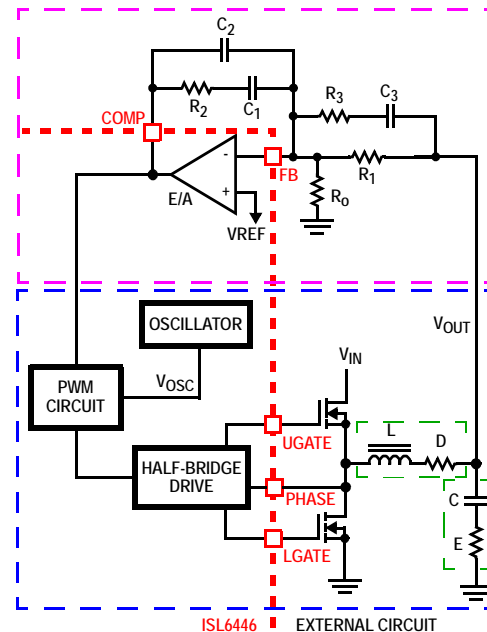 C2
R2
C1
R3
C3
COMP
-
+
E/A
FB
R1
Ro
VREF
VOUT
OSCILLATOR
VIN
PWM
CIRCUIT
VOSC
UGATE
L
D
HALF-BRIDGE
DRIVE
PHASE
C
E
LGATE
ISL6446
EXTERNAL CIRCUIT